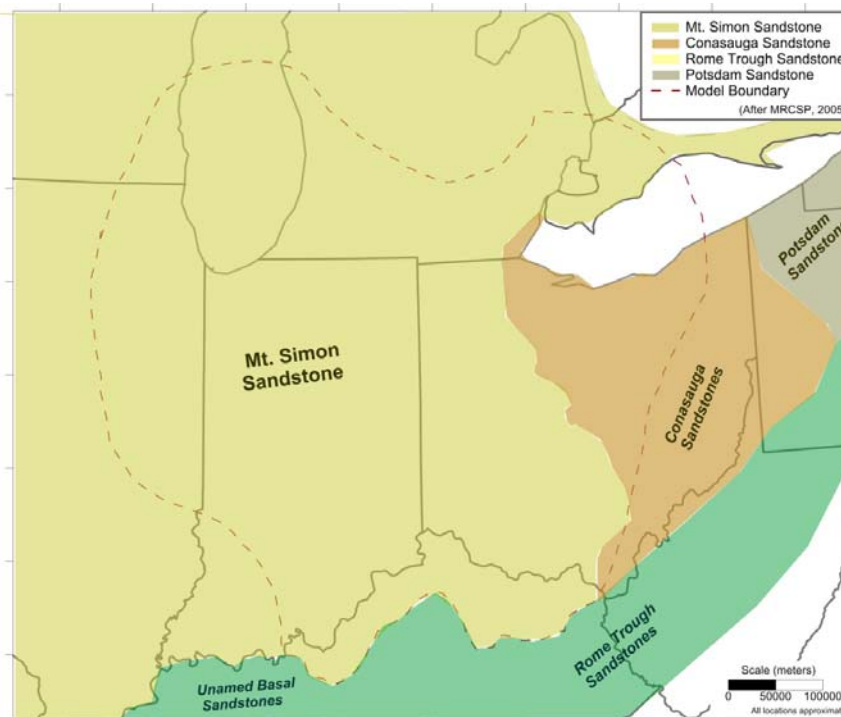 Mt. Simon Sandstone
Conasauga Sandstone
Rome Trough Sandstone
Potsdam Sandstone
Model Boundary
(After MRCSP, 2005
Potsdam
Sandstone
Mt. Simon
Sandstone
Conasauga
Sandstones
Rome Trough
Sandstones
Unamed Basal
Sandstones
Scale (meters)
0 50000 100000
All locations approximat